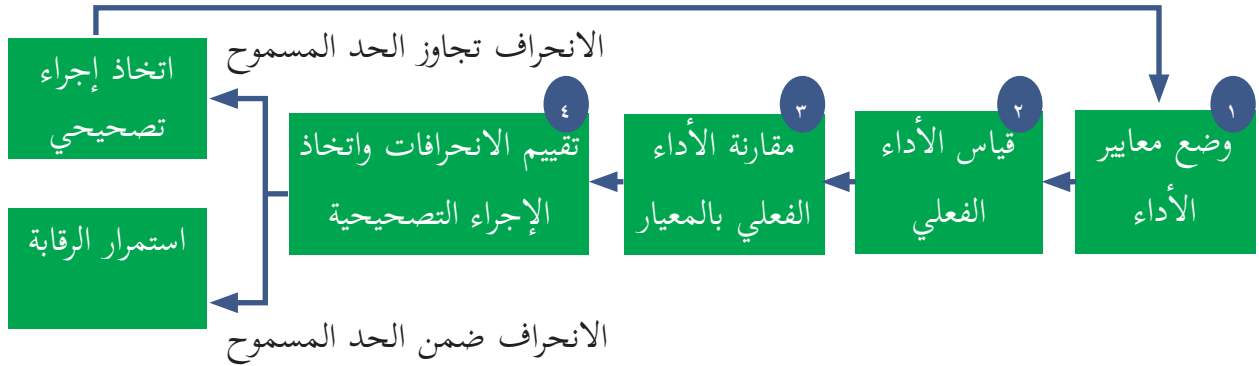 ١
وضع معايير
الأداء
٢
قياس الأداء
الفعلي
٣
مقارنة الأداء
الفعلي بالمعيار
٤
تقييم الانحرافات واتخاذ
الإجراء التصحيحية
الانحراف تجاوز الحد المسموح
اتخاذ إجراء
تصحيحي
الانحراف ضمن الحد المسموح
استمرار الرقابة